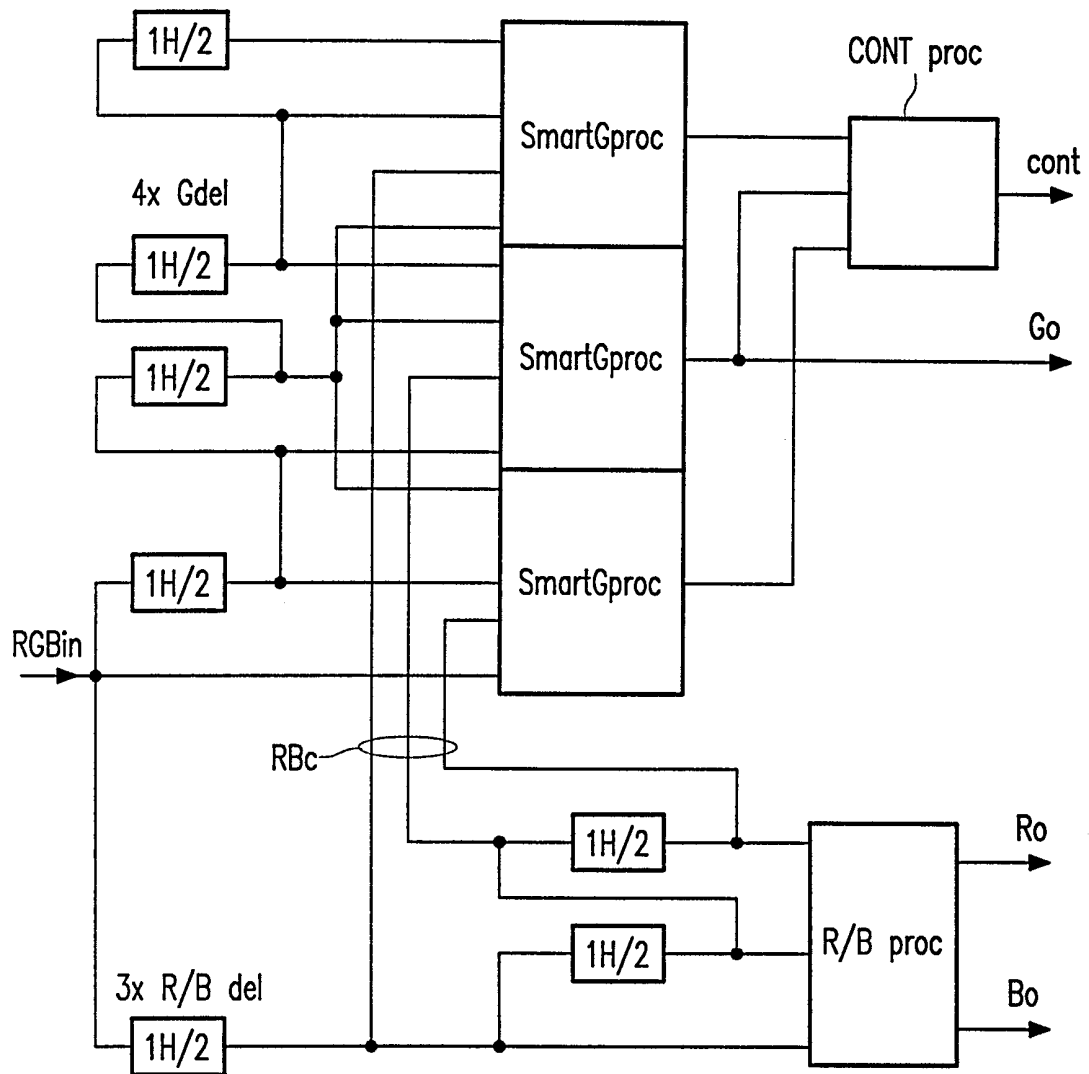 1H/2
CONT proc
SmartGproc
cont
4x Gdel
1H/2
Go
SmartGproc
1H/2
1H/2
SmartGproc
RGBin
RBc
Ro
1H/2
R/B proc
1H/2
3x R/B del
Bo
1H/2